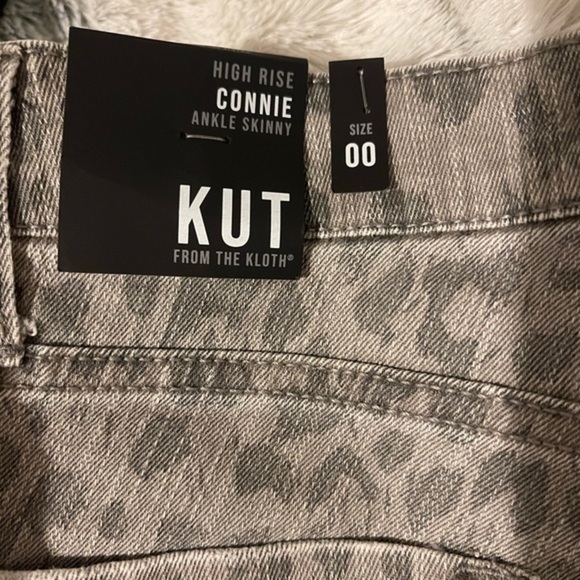 HIGH RISE
CONNIE
ANKLE SKINNY
KUT
FROM THE KLOTH®
SIZE
00